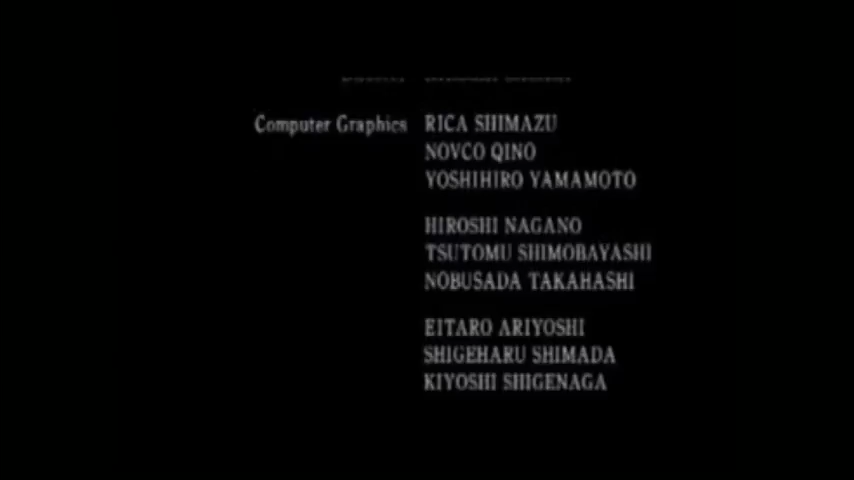 Computer Graphics RICA SHIMAZU
NOVCO QINO
YOSHIHIRO YAMAMOTO
HIROSHI NAGANO
TSUTOMU SHIMOBAYASHI
NOBUSADA TAKAHASHI
EITARO ARIYOSHI
SHIGEHARU SHIMADA
KIYOSHI SHIGENAGA